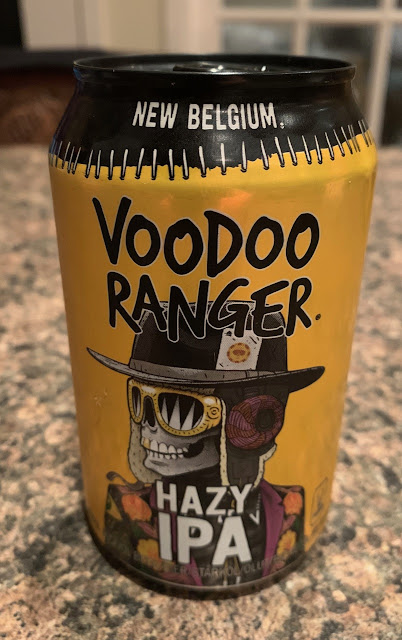 NEW BELGIUM®
VOODOO
RANGER.
HAZY
IPA